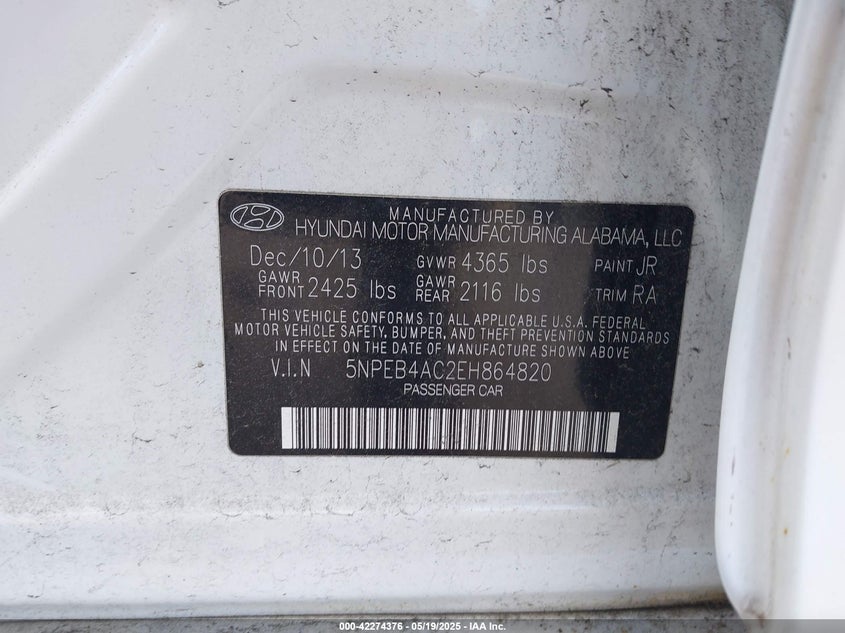 MANUFACTURED BY
HYUNDAI MOTOR MANUFACTURING ALABAMA, LLC
Dec/10/13 GVWR 4365 lbs PAINT JR
GAWR FRONT 2425 lbs GAWR REAR 2116 lbs TRIM RA
THIS VEHICLE CONFORMS TO ALL APPLICABLE U.S.A. FEDERAL
MOTOR VEHICLE SAFETY, BUMPER, AND THEFT PREVENTION STANDARDS
IN EFFECT ON THE DATE OF MANUFACTURE SHOWN ABOVE
V.I.N 5NPEB4AC2EH864820
PASSENGER CAR
000-42274376 - 05/19/2025 - IAA Inc.